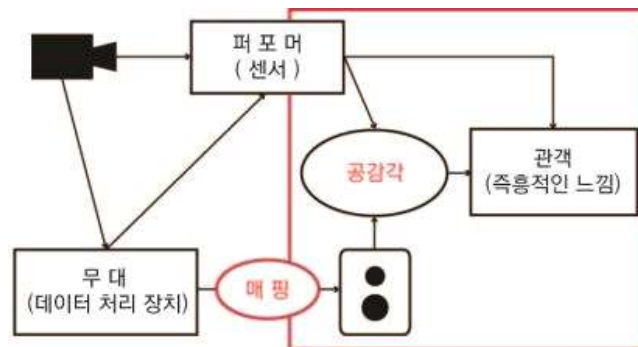 퍼 포 머
( 센서 )
공감각
관객
(즉흥적인 느낌)
무 대
(데이터 처리 장치)
매 핑